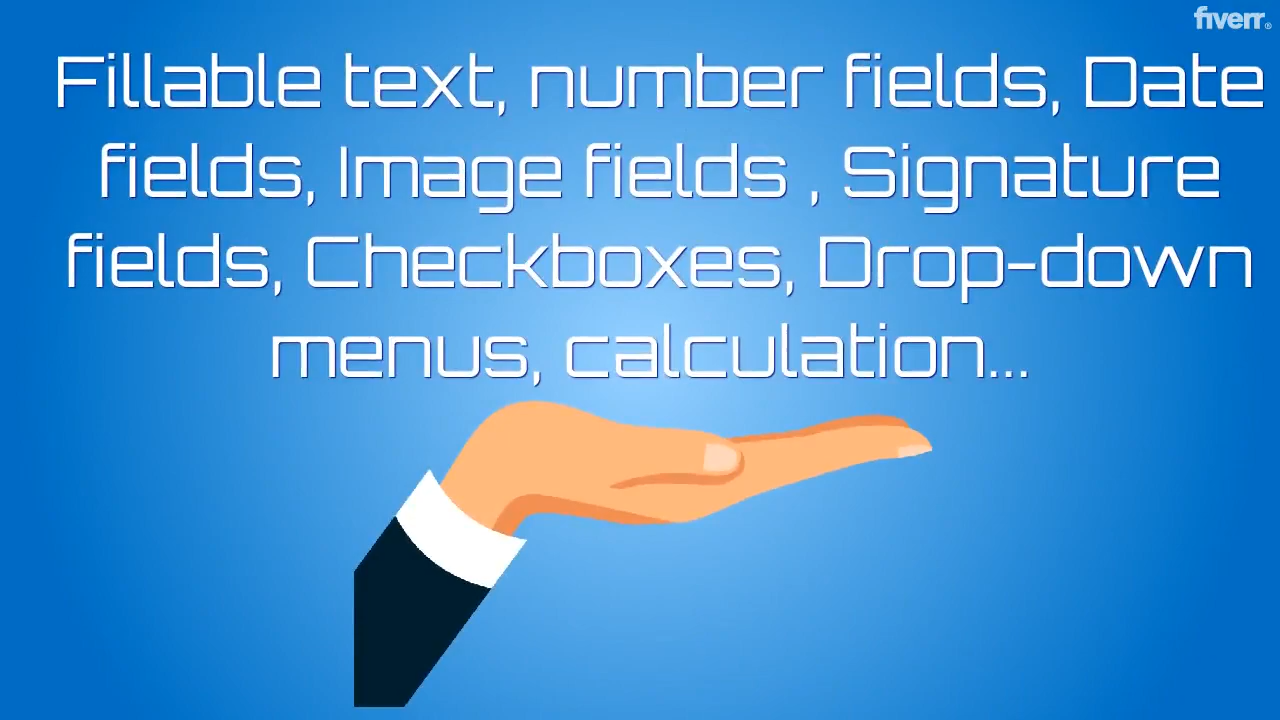 fiverr®
Fillable text, number fields, Date
fields, Image fields , Signature
fields, Checkboxes, Drop-down
menus, calculation...